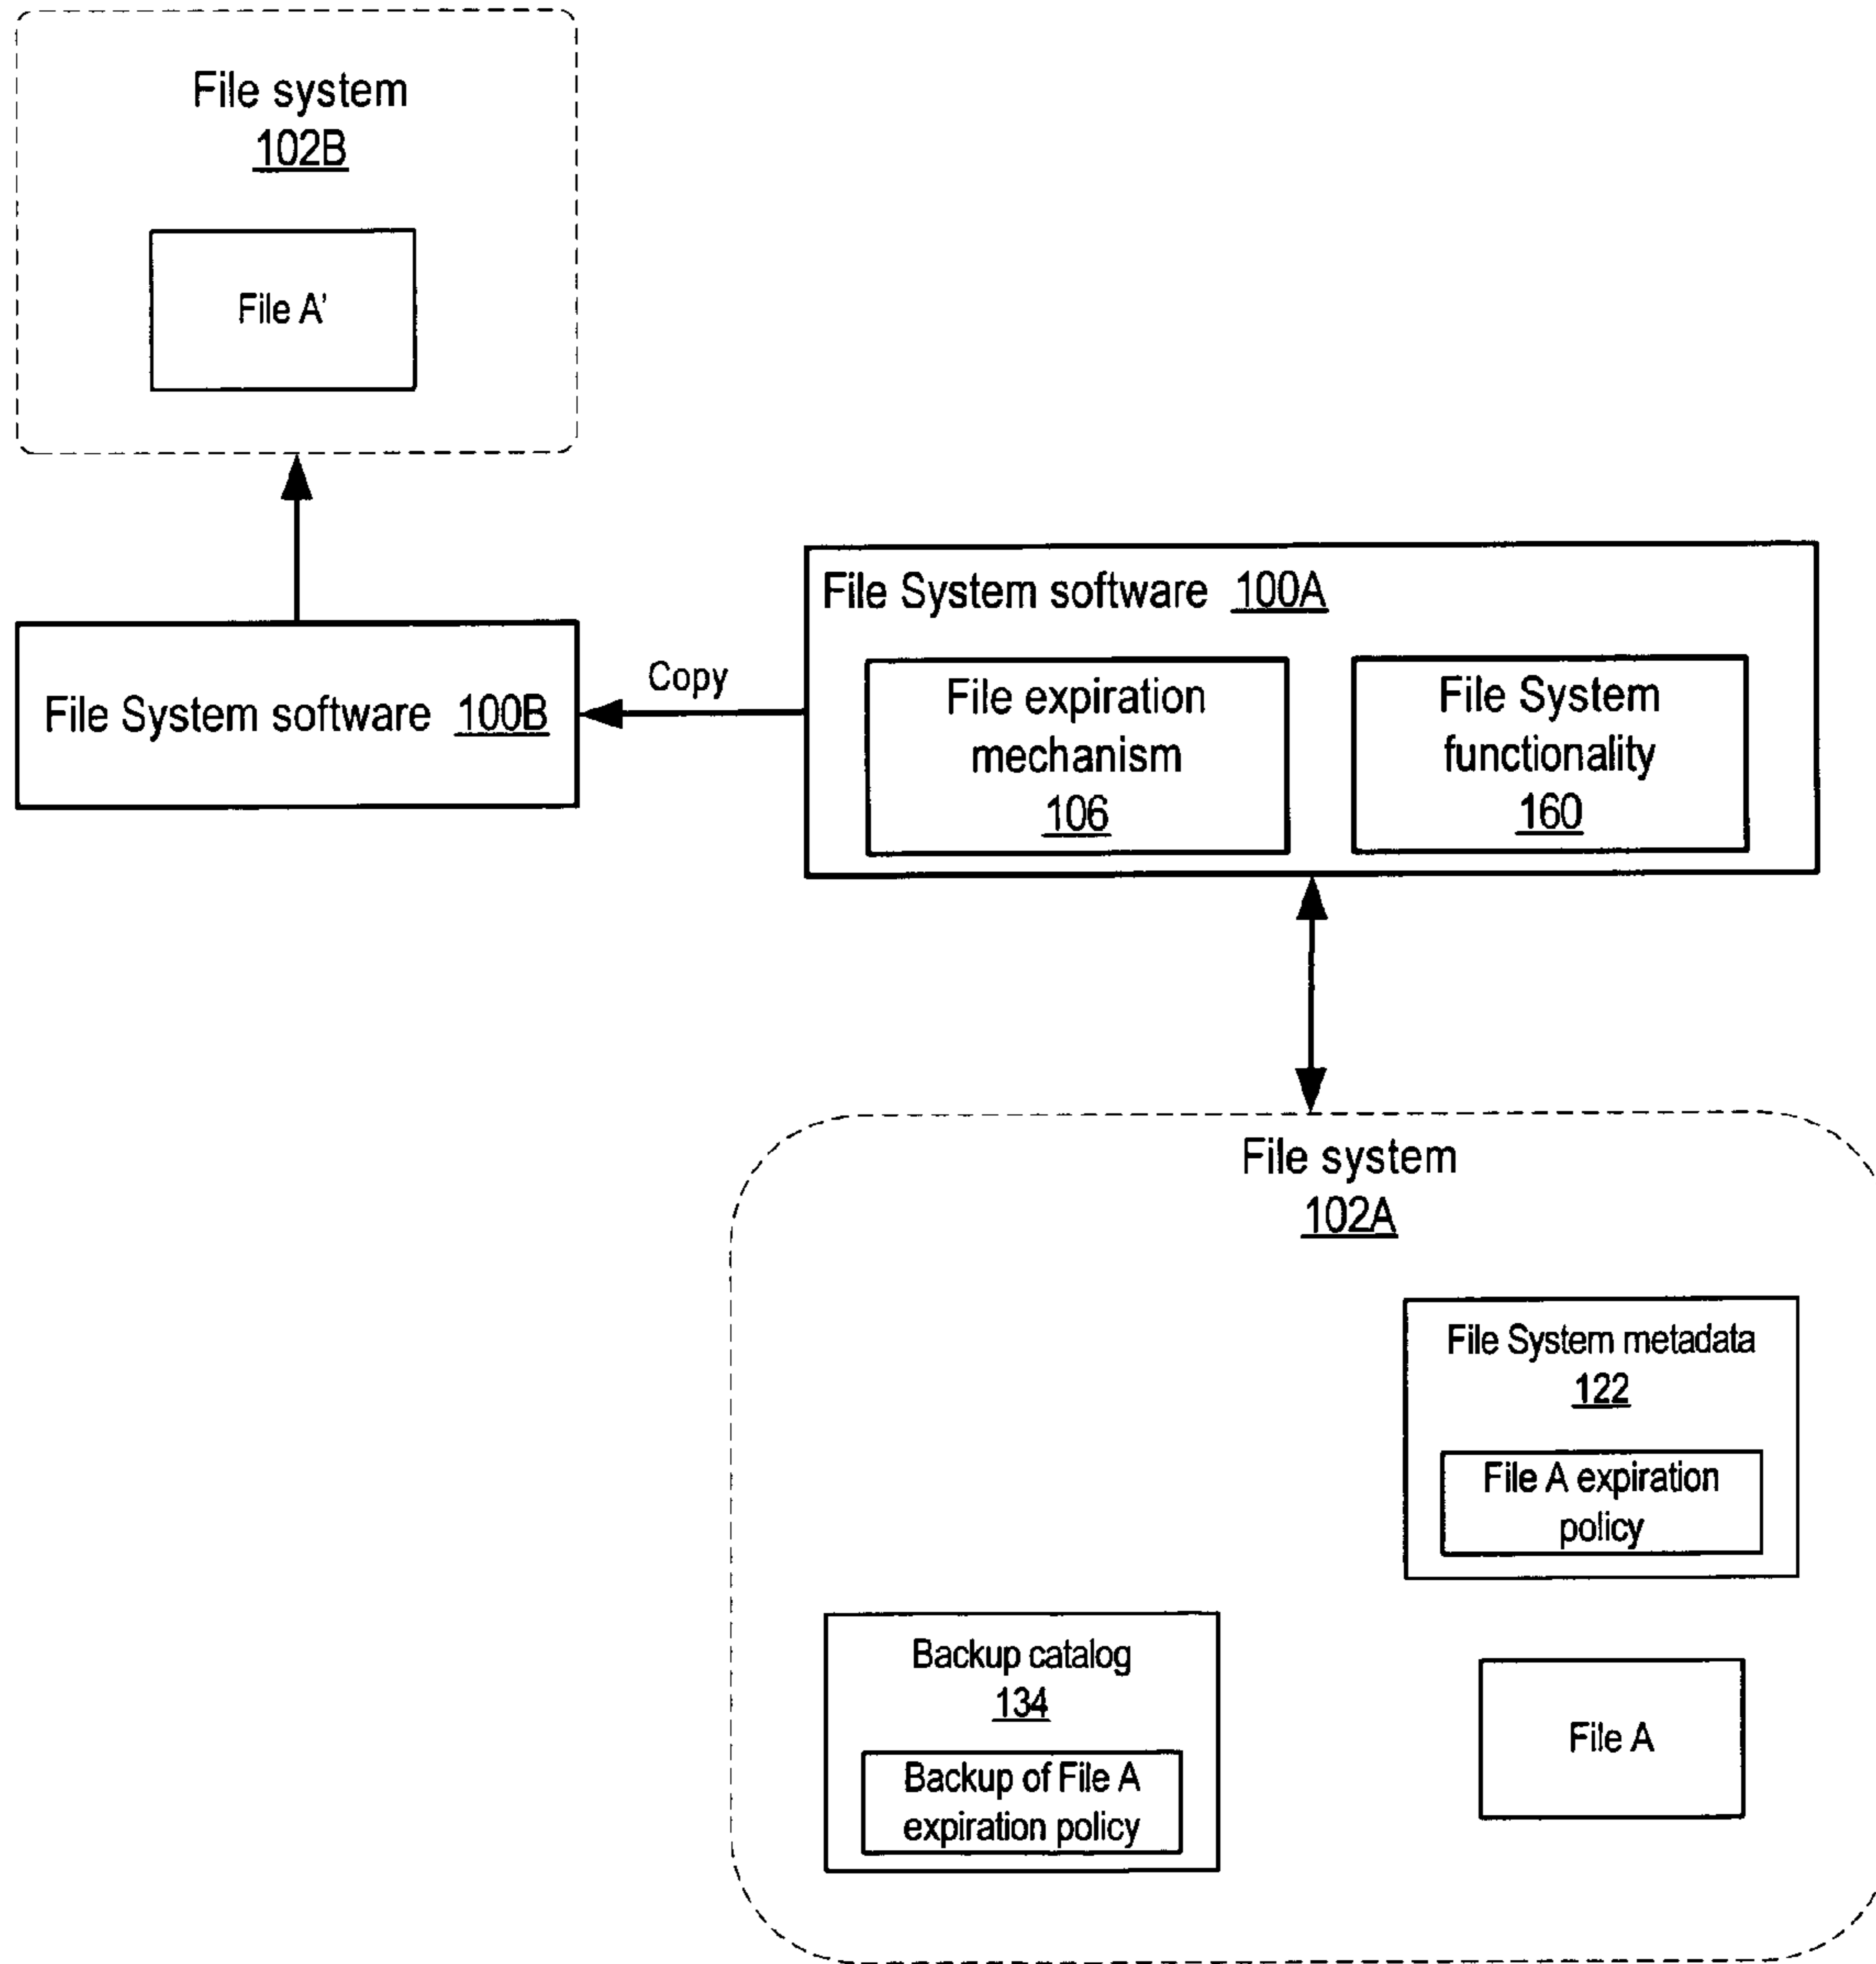 File system
102B
File A'
File System software 100B
Copy
File System software 100A
File expiration
mechanism
106
File System
functionality
160
File system
102A
File System metadata
122
File A expiration
policy
Backup catalog
134
Backup of File A
expiration policy
File A